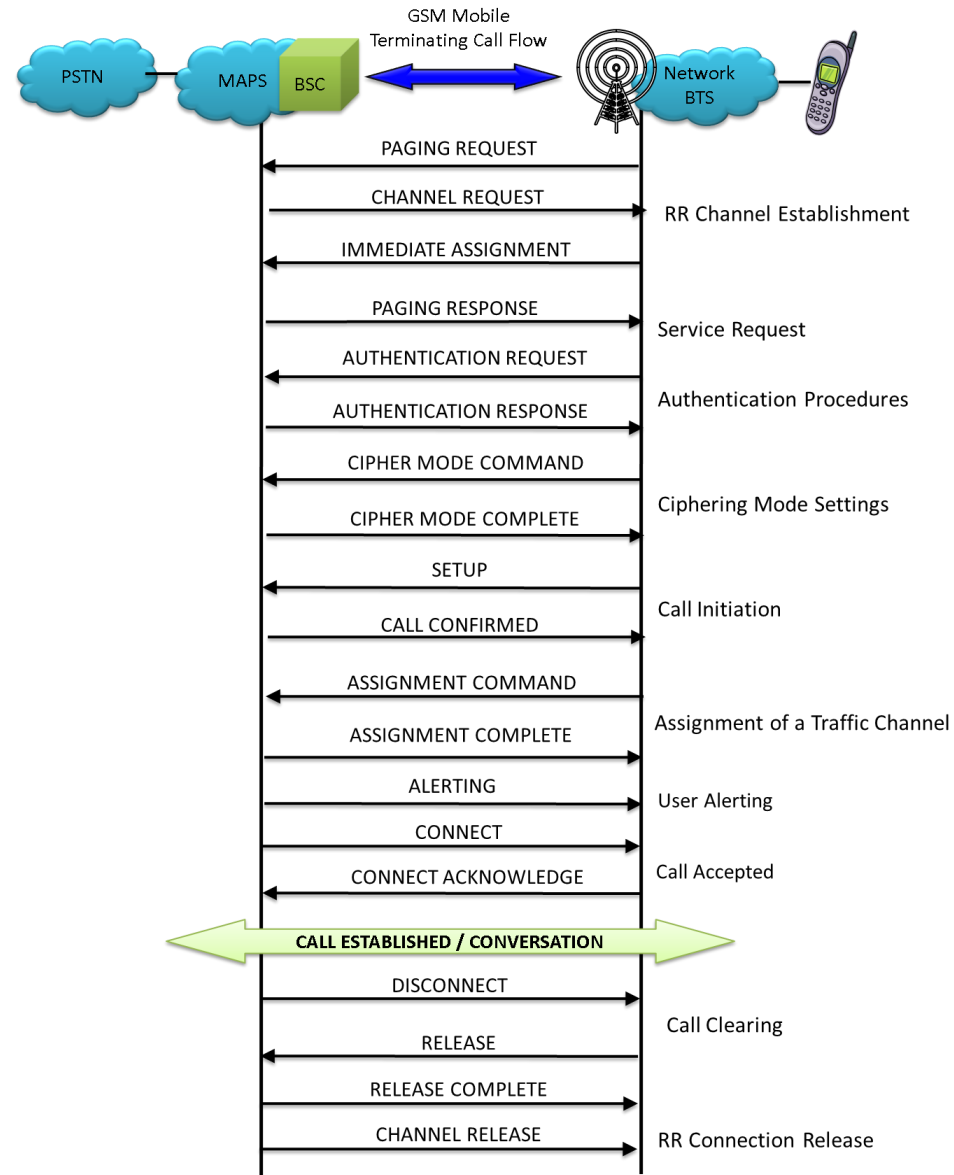 GSM Mobile
Terminating Call Flow
PSTN
MAPS
BSC
Network
BTS
PAGING REQUEST
CHANNEL REQUEST
RR Channel Establishment
IMMEDIATE ASSIGNMENT
PAGING RESPONSE
Service Request
AUTHENTICATION REQUEST
Authentication Procedures
AUTHENTICATION RESPONSE
CIPHER MODE COMMAND
Ciphering Mode Settings
CIPHER MODE COMPLETE
SETUP
Call Initiation
CALL CONFIRMED
ASSIGNMENT COMMAND
Assignment of a Traffic Channel
ASSIGNMENT COMPLETE
ALERTING
User Alerting
CONNECT
Call Accepted
CONNECT ACKNOWLEDGE
CALL ESTABLISHED / CONVERSATION
DISCONNECT
Call Clearing
RELEASE
RELEASE COMPLETE
CHANNEL RELEASE
RR Connection Release